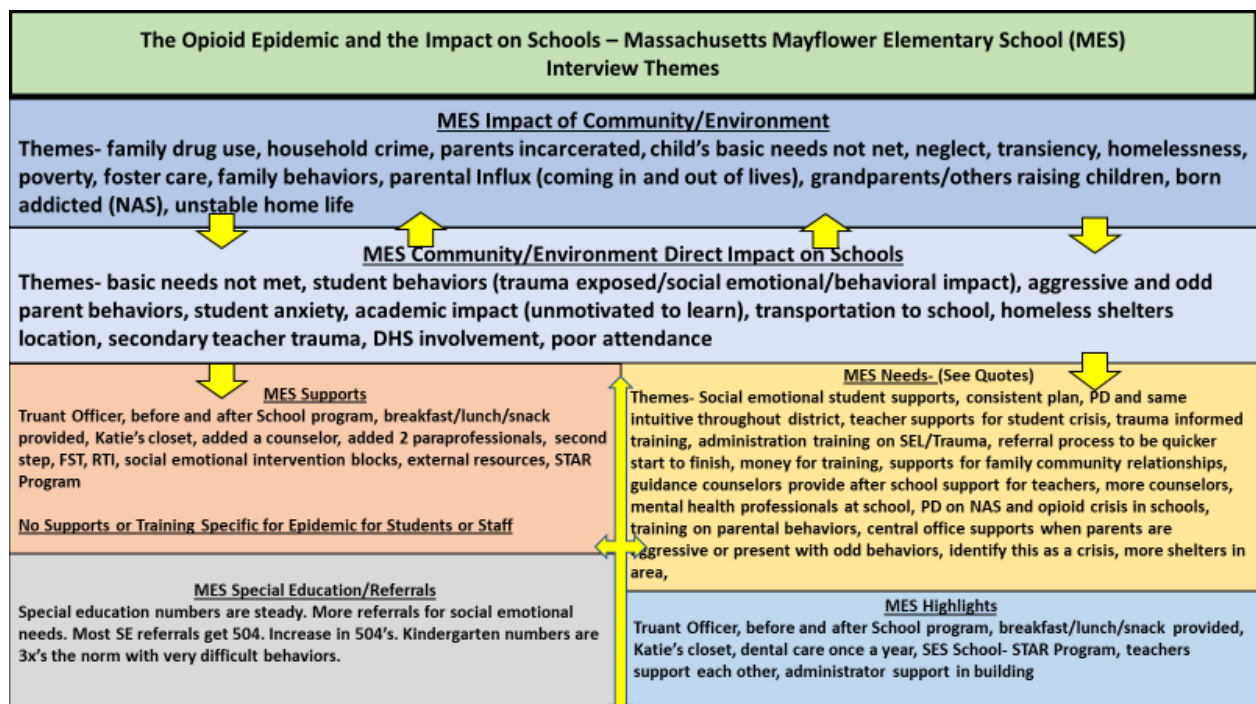 The Opioid Epidemic and the Impact on Schools – Massachusetts Mayflower Elementary School (MES)
Interview Themes
MES Impact of Community/Environment
Themes- family drug use, household crime, parents incarcerated, child's basic needs not net, neglect, transiency, homelessness,
poverty, foster care, family behaviors, parental Influx (coming in and out of lives), grandparents/others raising children, born
addicted (NAS), unstable home life
MES Community/Environment Direct Impact on Schools
Themes- basic needs not met, student behaviors (trauma exposed/social emotional/behavioral impact), aggressive and odd
parent behaviors, student anxiety, academic impact (unmotivated to learn), transportation to school, homeless shelters
location, secondary teacher trauma, DHS involvement, poor attendance
MES Supports
Truant Officer, before and after School program, breakfast/lunch/snack
provided, Katie's closet, added a counselor, added 2 paraprofessionals, second
step, FST, RTI, social emotional intervention blocks, external resources, STAR
Program
No Supports or Training Specific for Epidemic for Students or Staff
MES Needs- (See Quotes)
Themes- Social emotional student supports, consistent plan, PD and same
intuitive throughout district, teacher supports for student crisis, trauma informed
training, administration training on SEL/Trauma, referral process to be quicker
start to finish, money for training, supports for family community relationships,
guidance counselors provide after school support for teachers, more counselors,
mental health professionals at school, PD on NAS and opioid crisis in schools,
training on parental behaviors, central office supports when parents are
aggressive or present with odd behaviors, identify this as a crisis, more shelters in
area,
MES Special Education/Referrals
Special education numbers are steady. More referrals for social emotional
needs. Most SE referrals get 504. Increase in 504's. Kindergarten numbers are
3x's the norm with very difficult behaviors.
MES Highlights
Truant Officer, before and after School program, breakfast/lunch/snack provided,
Katie's closet, dental care once a year, SES School- STAR Program, teachers
support each other, administrator support in building